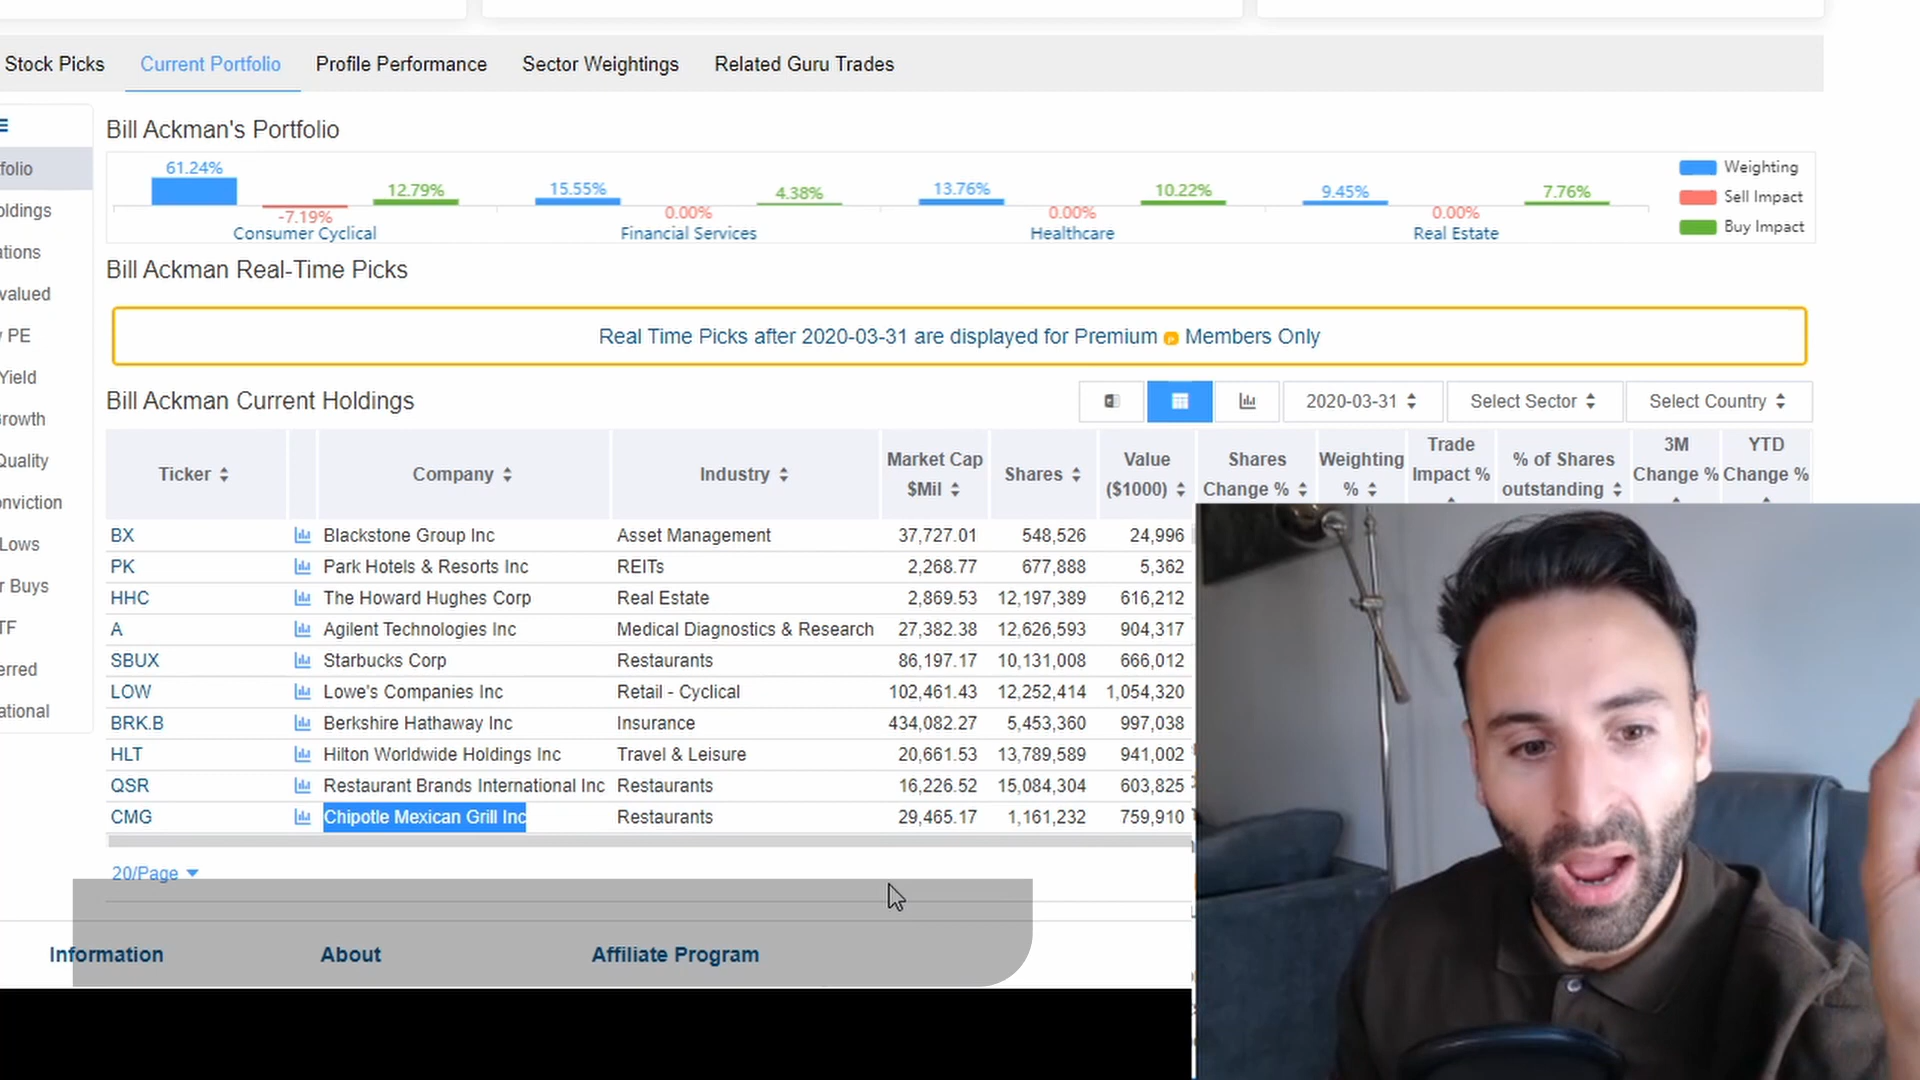 Stock Picks Current Portfolio Profile Performance Sector Weightings Related Guru Trades
Bill Ackman's Portfolio
61.24% -7.19% 12.79% 15.55% 0.00% 4.38% 13.76% 0.00% 10.22% 9.45% 0.00% 7.76%
Consumer Cyclical Financial Services Healthcare Real Estate
Weighting
Sell Impact
Buy Impact
folio
oldings
ations
valued
PE
Yield
rowth
Quality
onviction
Lows
r Buys
TF
erred
ational
Bill Ackman Real-Time Picks
Real Time Picks after 2020-03-31 are displayed for Premium Members Only
Bill Ackman Current Holdings 2020-03-31 Select Sector Select Country
Ticker Company Industry Market Cap $Mil Shares Value ($1000) Shares Change % Weighting % Trade Impact % % of Shares outstanding 3M Change % YTD Change %
BX Blackstone Group Inc Asset Management 37,727.01 548,526 24,996
PK Park Hotels & Resorts Inc REITs 2,268.77 677,888 5,362
HHC The Howard Hughes Corp Real Estate 2,869.53 12,197,389 616,212
A Agilent Technologies Inc Medical Diagnostics & Research 27,382.38 12,626,593 904,317
SBUX Starbucks Corp Restaurants 86,197.17 10,131,008 666,012
LOW Lowe's Companies Inc Retail - Cyclical 102,461.43 12,252,414 1,054,320
BRK.B Berkshire Hathaway Inc Insurance 434,082.27 5,453,360 997,038
HLT Hilton Worldwide Holdings Inc Travel & Leisure 20,661.53 13,789,589 941,002
QSR Restaurant Brands International Inc Restaurants 16,226.52 15,084,304 603,825
CMG Chipotle Mexican Grill Inc Restaurants 29,465.17 1,161,232 759,910
20/Page
Information About Affiliate Program